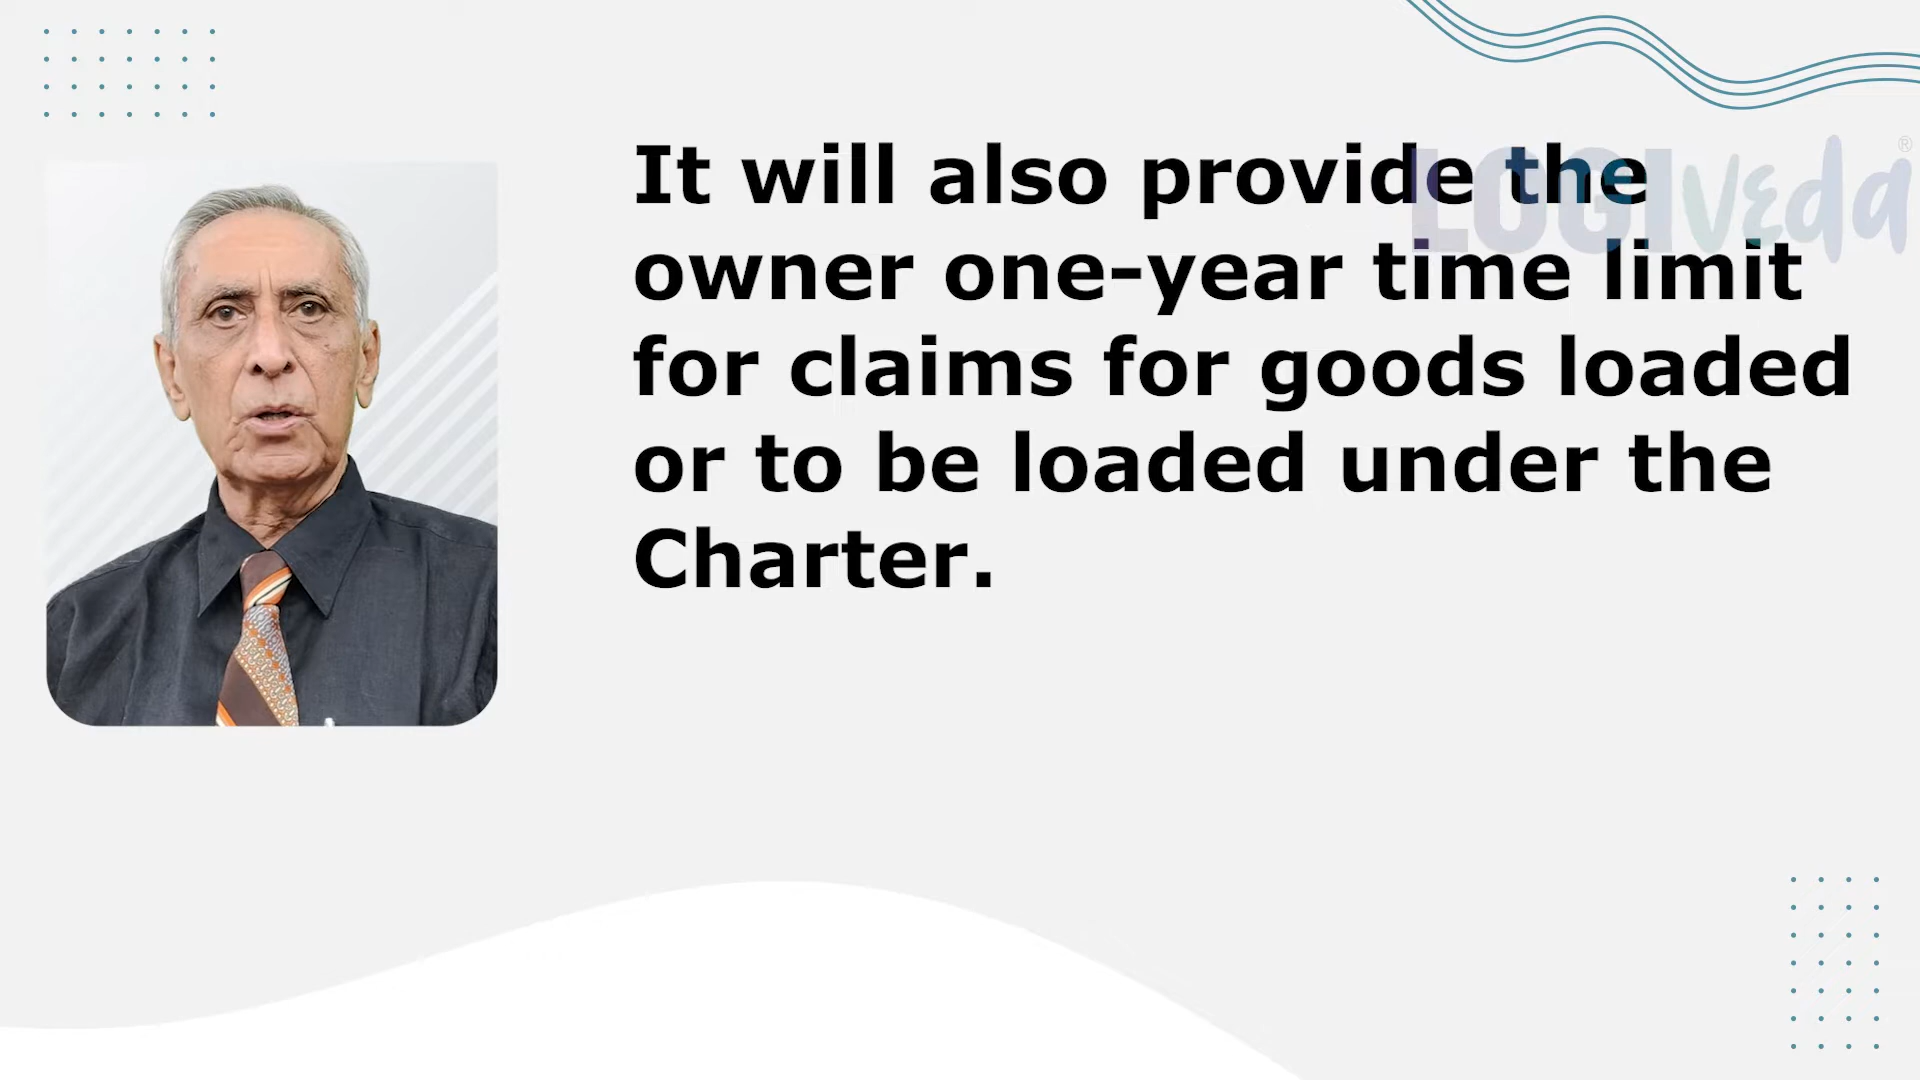 It will also provide the
owner one-year time limit
for claims for goods loaded
or to be loaded under the
Charter.
LOGIveda®